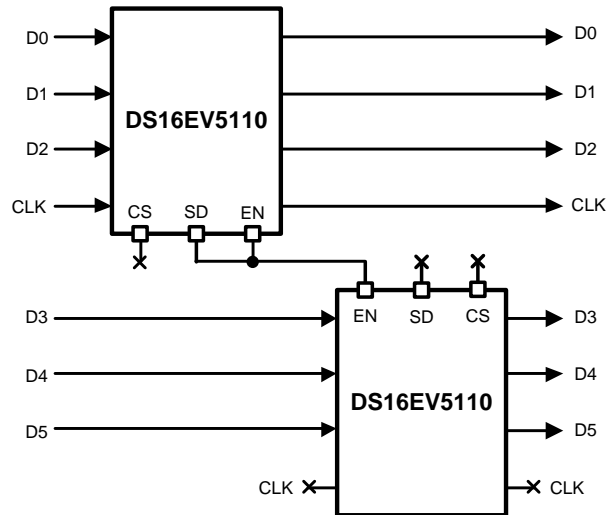 D0 D0
D1 D1
DS16EV5110
D2 D2
CLK CS SD EN CLK
D3 EN SD CS D3
D4 D4
DS16EV5110
D5 D5
CLK CLK